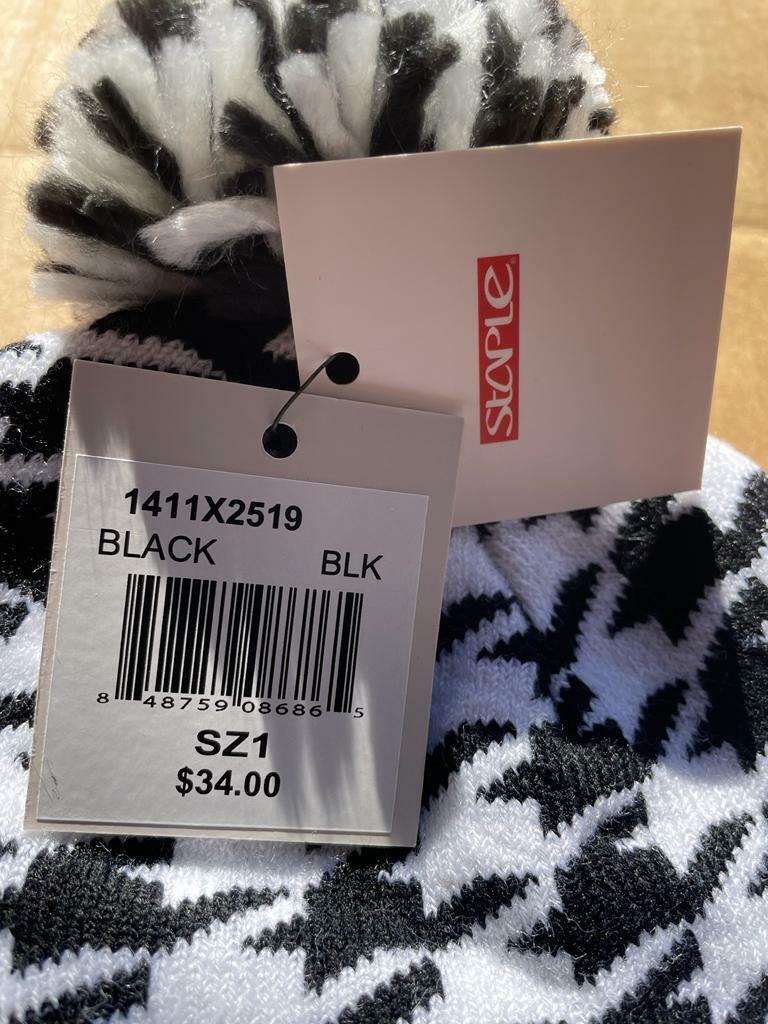 STAPLE
1411X2519
BLACK BLK
8 48759 08686 5
SZ1
$34.00